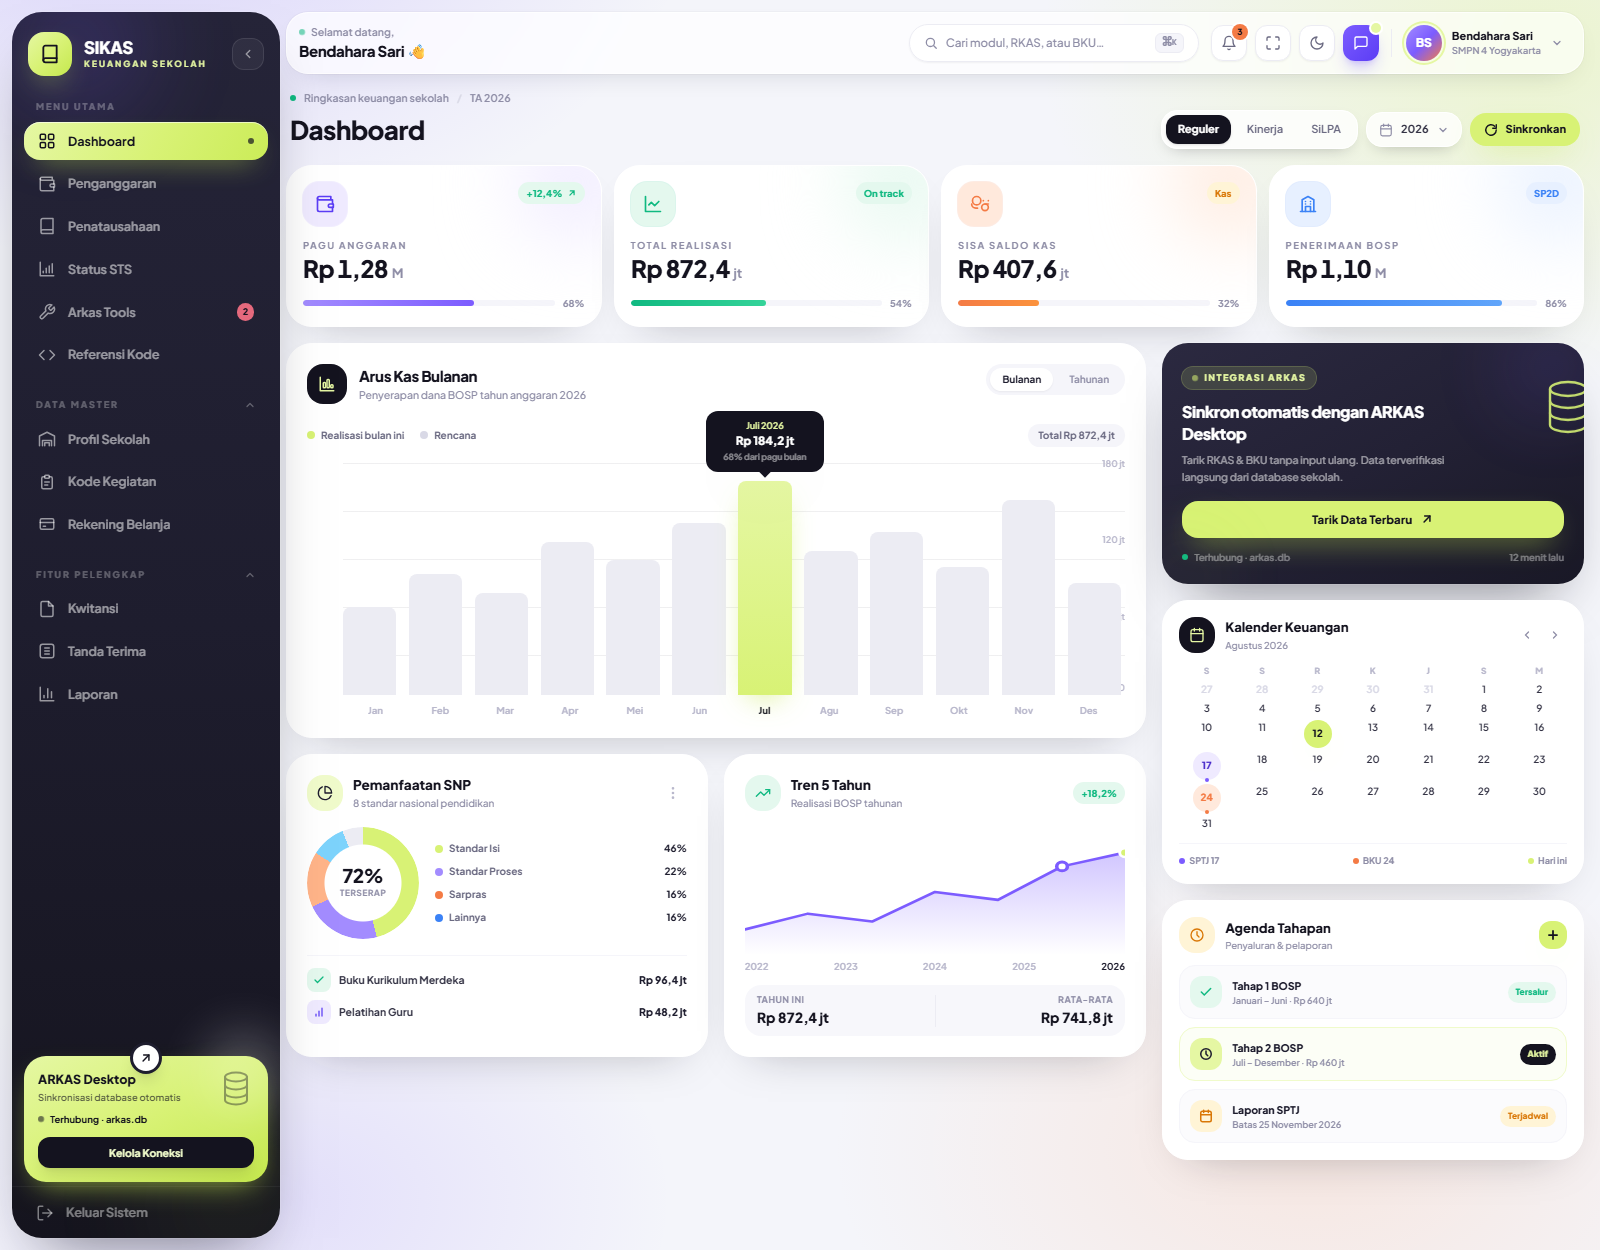 SIKAS
KEUANGAN SEKOLAH
MENU UTAMA
Dashboard
Penganggaran
Penatausahaan
Status STS
Arkas Tools
2
Referensi Kode
DATA MASTER
Profil Sekolah
Kode Kegiatan
Rekening Belanja
FITUR PELENGKAP
Kwitansi
Tanda Terima
Laporan
ARKAS Desktop
Sinkronisasi database otomatis
Terhubung · arkas.db
Kelola Koneksi
Keluar Sistem
Selamat datang,
Bendahara Sari 👋
Cari modul, RKAS, atau BKU...
⌘K
3
BS
Bendahara Sari
SMPN 4 Yogyakarta
Ringkasan keuangan sekolah / TA 2026
Dashboard
Reguler
Kinerja
SiLPA
2026
Sinkronkan
+12,4%
PAGU ANGGARAN
Rp 1,28 M
68%
On track
TOTAL REALISASI
Rp 872,4 jt
54%
Kas
SISA SALDO KAS
Rp 407,6 jt
32%
SP2D
PENERIMAAN BOSP
Rp 1,10 M
86%
Arus Kas Bulanan
Penyerapan dana BOSP tahun anggaran 2026
Bulanan
Tahunan
Realisasi bulan ini
Rencana
Total Rp 872,4 jt
Juli 2026
Rp 184,2 jt
68% dari pagu bulan
180 jt
120 jt
t
0
Jan
Feb
Mar
Apr
Mei
Jun
Jul
Agu
Sep
Okt
Nov
Des
INTEGRASI ARKAS
Sinkron otomatis dengan ARKAS
Desktop
Tarik RKAS & BKU tanpa input ulang. Data terverifikasi
langsung dari database sekolah.
Tarik Data Terbaru
Terhubung · arkas.db
12 menit lalu
Kalender Keuangan
Agustus 2026
S S R K J S M
27 28 29 30 31 1 2
3 4 5 6 7 8 9
10 11 12 13 14 15 16
17 18 19 20 21 22 23
24 25 26 27 28 29 30
31
SPTJ 17
BKU 24
Hari ini
Pemanfaatan SNP
8 standar nasional pendidikan
72%
TERSERAP
Standar Isi 46%
Standar Proses 22%
Sarpras 16%
Lainnya 16%
Buku Kurikulum Merdeka Rp 96,4 jt
Pelatihan Guru Rp 48,2 jt
Tren 5 Tahun
Realisasi BOSP tahunan
+18,2%
2022
2023
2024
2025
2026
TAHUN INI
Rp 872,4 jt
RATA-RATA
Rp 741,8 jt
Agenda Tahapan
Penyaluran & pelaporan
Tahap 1 BOSP
Januari – Juni · Rp 640 jt
Tersalur
Tahap 2 BOSP
Juli – Desember · Rp 460 jt
Aktif
Laporan SPTJ
Batas 25 November 2026
Terjadwal